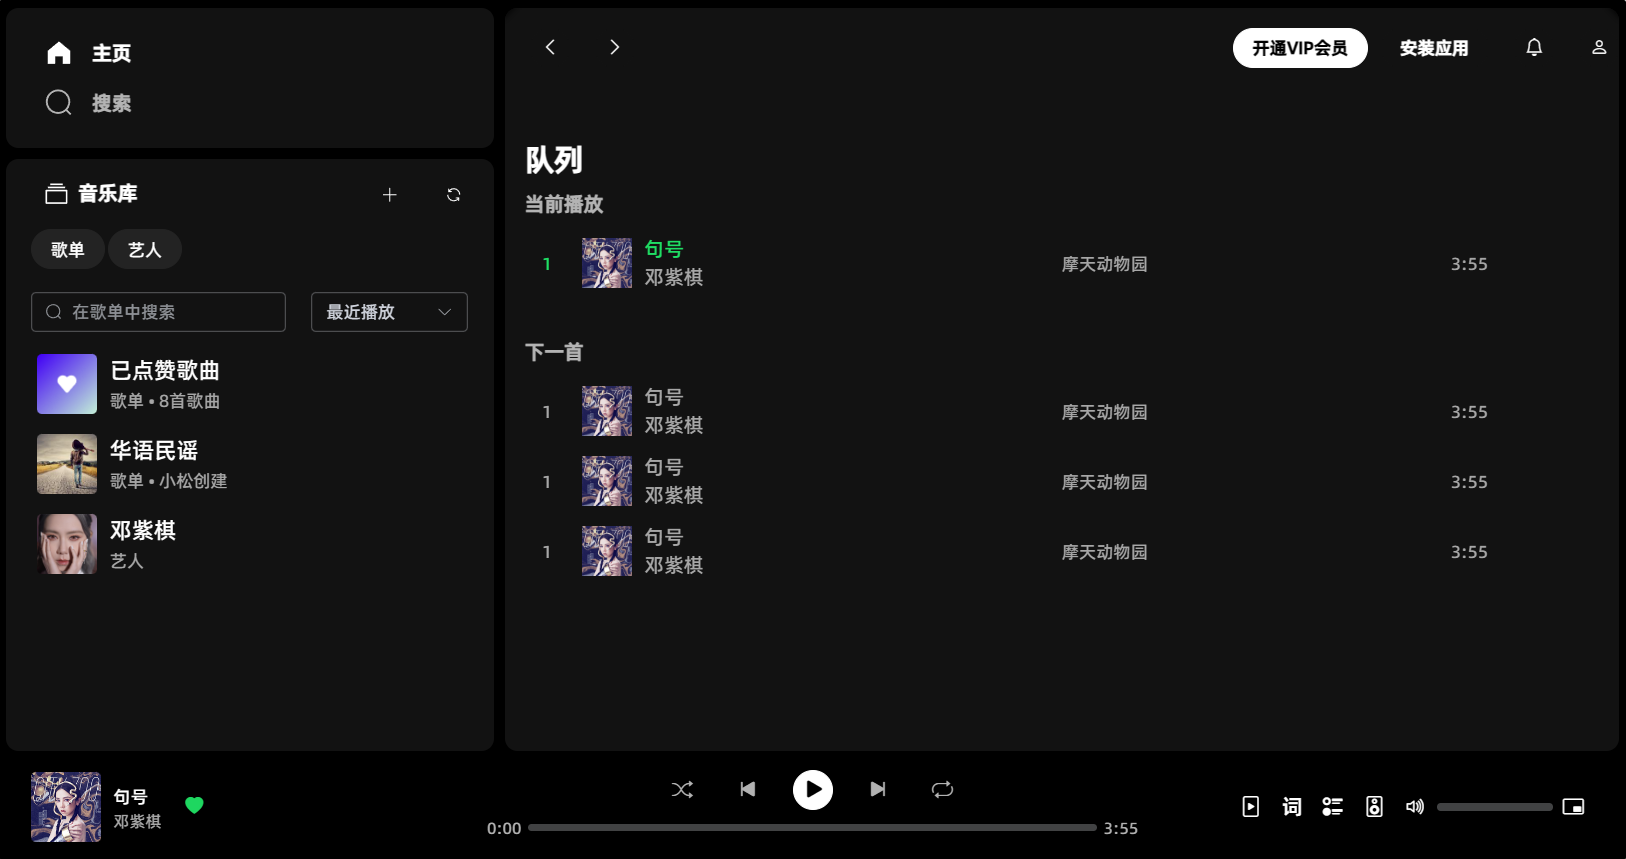 主页
搜索
音乐库
歌单
艺人
在歌单中搜索
最近播放
已点赞歌曲
歌单 • 8首歌曲
华语民谣
歌单 • 小松创建
邓紫棋
艺人
开通VIP会员
安装应用
队列
当前播放
1
句号
邓紫棋
摩天动物园
3:55
下一首
1
句号
邓紫棋
摩天动物园
3:55
1
句号
邓紫棋
摩天动物园
3:55
1
句号
邓紫棋
摩天动物园
3:55
句号
邓紫棋
0:00
3:55
词